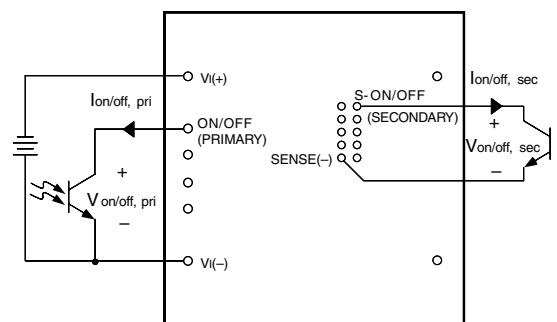 VI(+)
Ion/off, pri
ON/OFF
(PRIMARY)
+
Von/off, pri
–
VI(–)
S-ON/OFF
(SECONDARY)
SENSE(–)
Ion/off, sec
+
Von/off, sec
–